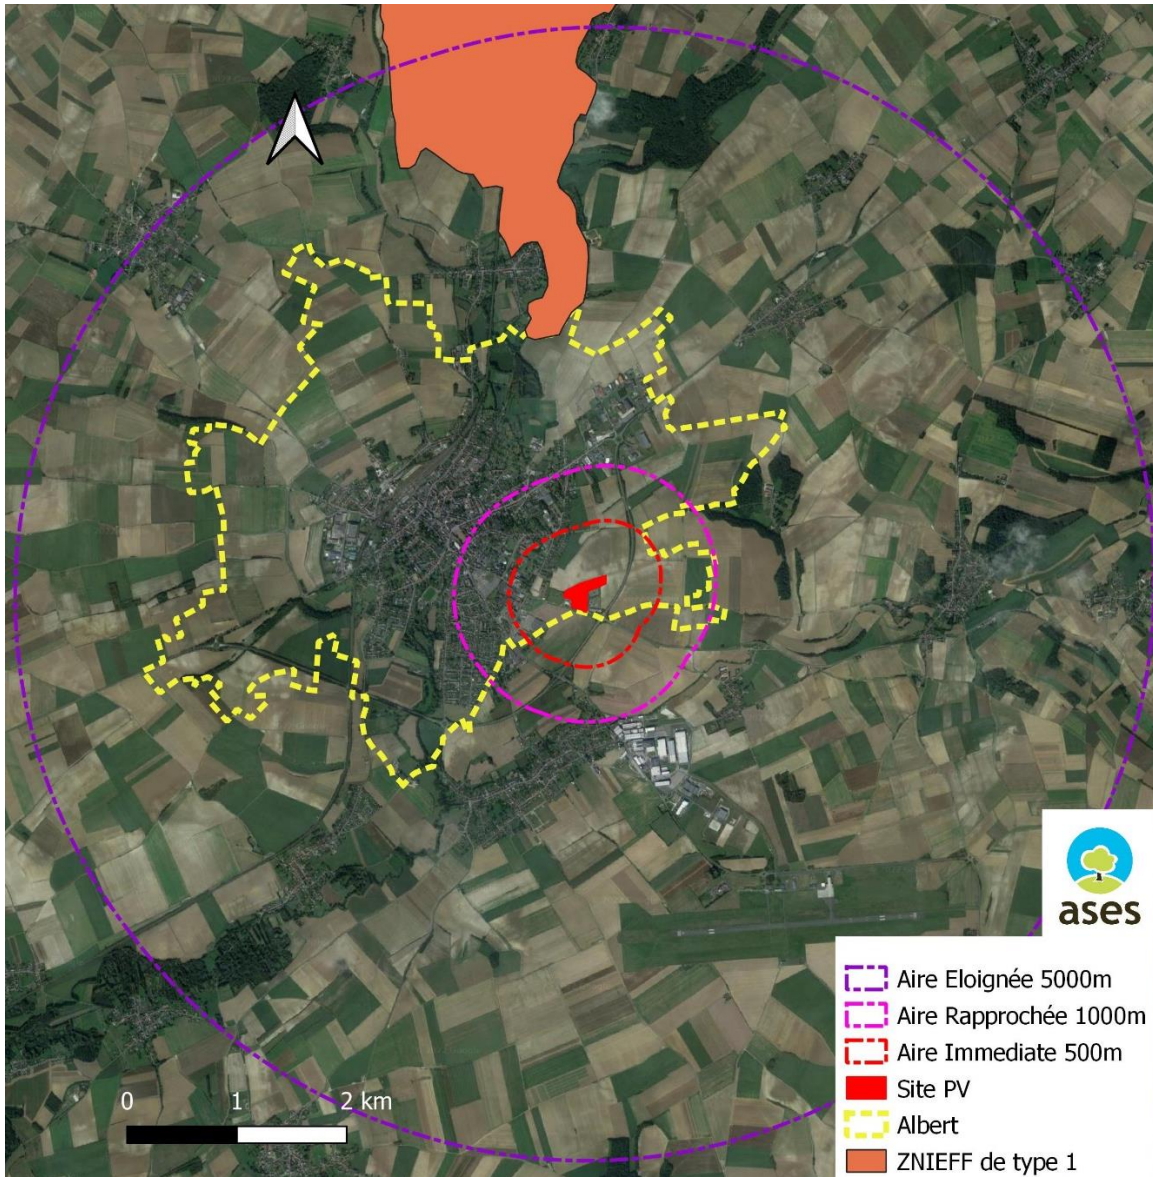 ases
Aire Eloignée 5000m
Aire Rapprochée 1000m
Aire Immediate 500m
Site PV
Albert
ZNIEFF de type 1
0 1 2 km